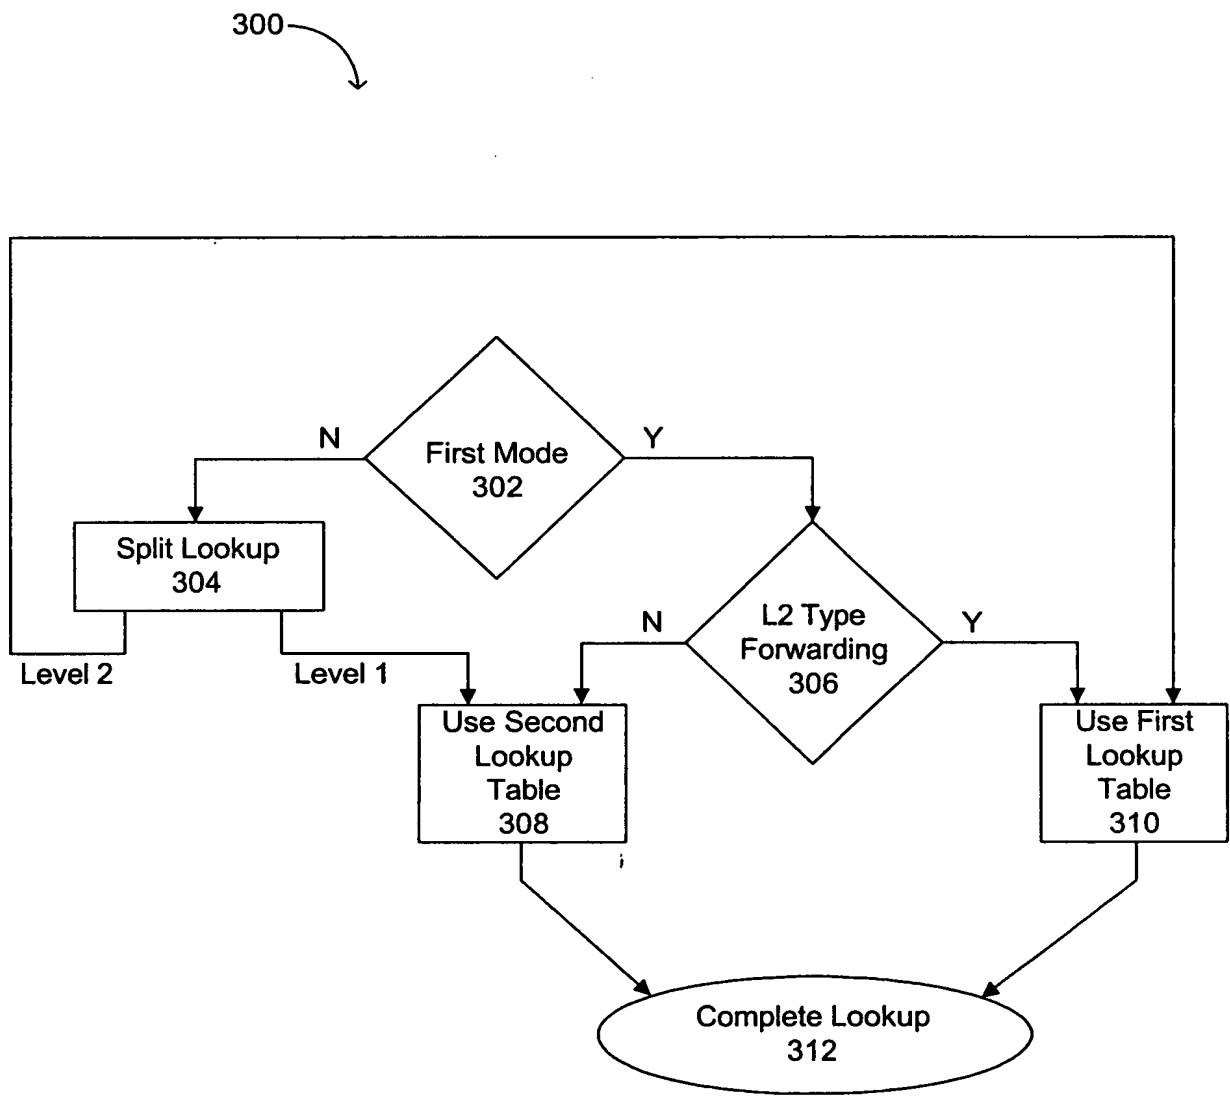 300
N
First Mode
302
Y
Split Lookup
304
N
L2 Type
Forwarding
306
Y
Level 2
Level 1
Use Second
Lookup
Table
308
Use First
Lookup
Table
310
Complete Lookup
312